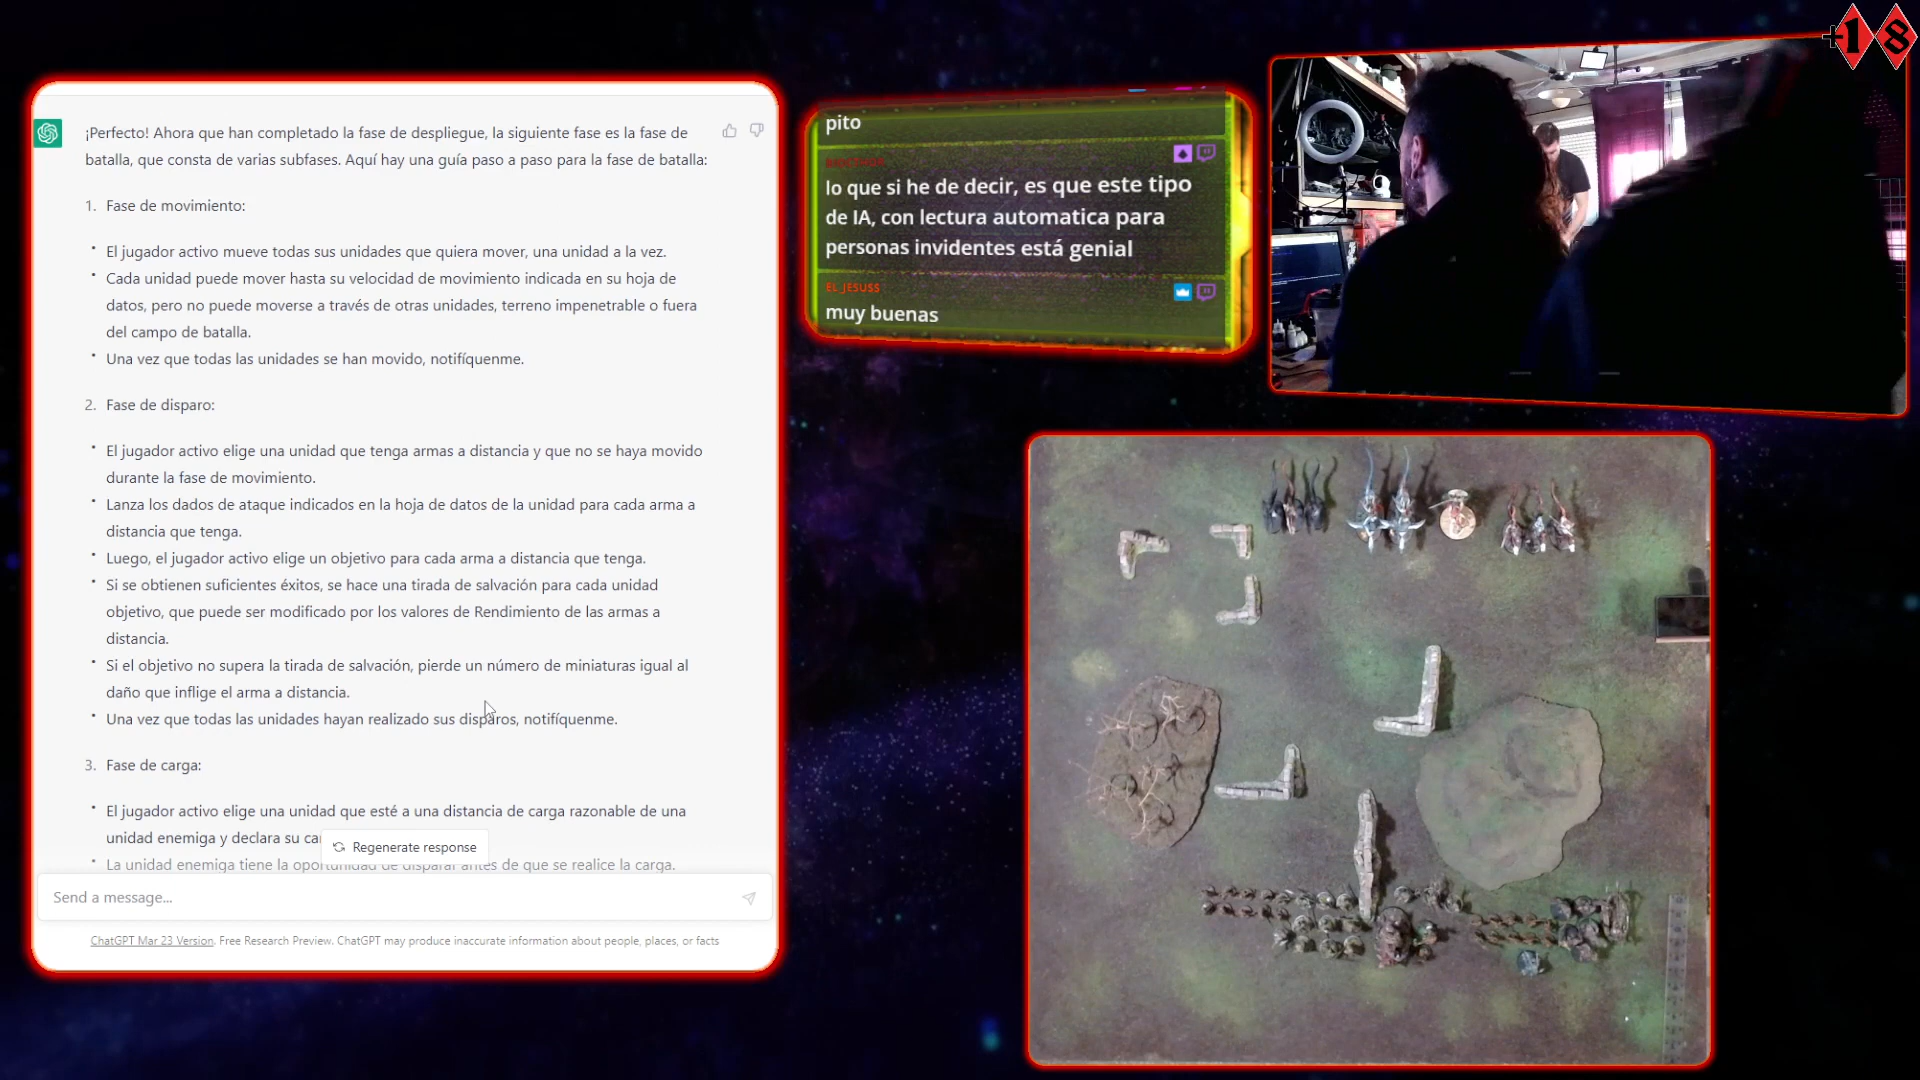 ¡Perfecto! Ahora que han completado la fase de despliegue, la siguiente fase es la fase de
batalla, que consta de varias subfases. Aquí hay una guía paso a paso para la fase de batalla:
1. Fase de movimiento:
• El jugador activo mueve todas sus unidades que quiera mover, una unidad a la vez.
• Cada unidad puede mover hasta su velocidad de movimiento indicada en su hoja de
datos, pero no puede moverse a través de otras unidades, terreno impenetrable o fuera
del campo de batalla.
• Una vez que todas las unidades se han movido, notifíquenme.
2. Fase de disparo:
• El jugador activo elige una unidad que tenga armas a distancia y que no se haya movido
durante la fase de movimiento.
• Lanza los dados de ataque indicados en la hoja de datos de la unidad para cada arma a
distancia que tenga.
• Luego, el jugador activo elige un objetivo para cada arma a distancia que tenga.
• Si se obtienen suficientes éxitos, se hace una tirada de salvación para cada unidad
objetivo, que puede ser modificado por los valores de Rendimiento de las armas a
distancia.
• Si el objetivo no supera la tirada de salvación, pierde un número de miniaturas igual al
daño que inflige el arma a distancia.
• Una vez que todas las unidades hayan realizado sus disparos, notifíquenme.
3. Fase de carga:
• El jugador activo elige una unidad que esté a una distancia de carga razonable de una
unidad enemiga y declara su ca
• La unidad enemiga tiene la oportunidad de disparar antes de que se realice la carga.
Regenerate response
Send a message...
ChatGPT Mar 23 Version. Free Research Preview. ChatGPT may produce inaccurate information about people, places, or facts
pito
lo que si he de decir, es que este tipo
de IA, con lectura automatica para
personas invidentes está genial
EL JESUSS
muy buenas
+18